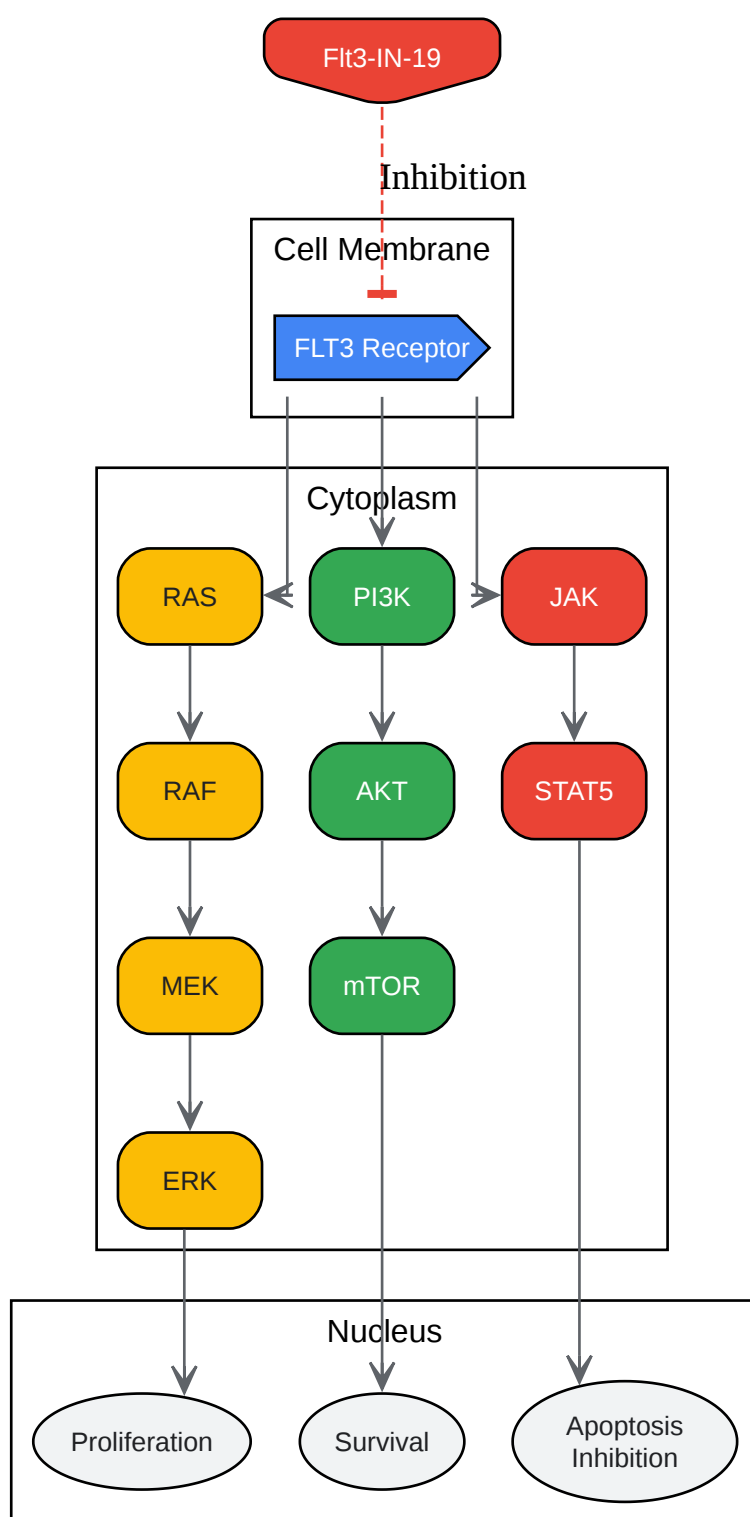 Flt3-IN-19
Inhibition
Cell Membrane
FLT3 Receptor
Cytoplasm
RAS
PI3K
JAK
RAF
AKT
STAT5
MEK
mTOR
ERK
Nucleus
Proliferation
Survival
Apoptosis
Inhibition